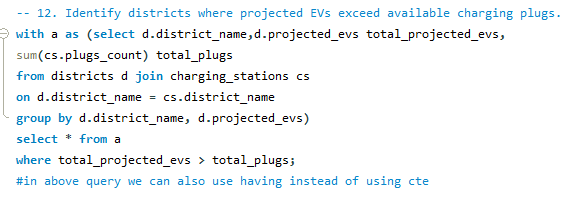 -- 12. Identify districts where projected EVs exceed available charging plugs.
with a as (select d.district_name,d.projected_evs total_projected_evs,
sum(cs.plugs_count) total_plugs
from districts d join charging_stations cs
on d.district_name = cs.district_name
group by d.district_name, d.projected_evs)
select * from a
where total_projected_evs > total_plugs;
#in above query we can also use having instead of using cte